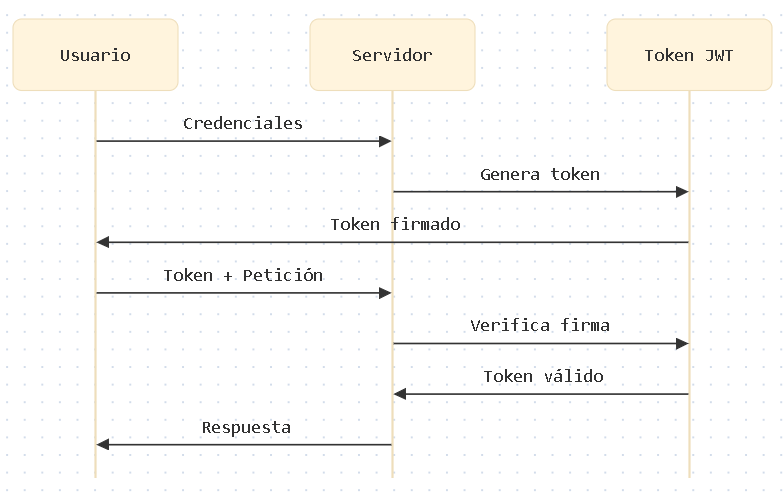 Usuario
Servidor
Token JWT
Credenciales
Genera token
Token firmado
Token + Petición
Verifica firma
Token válido
Respuesta